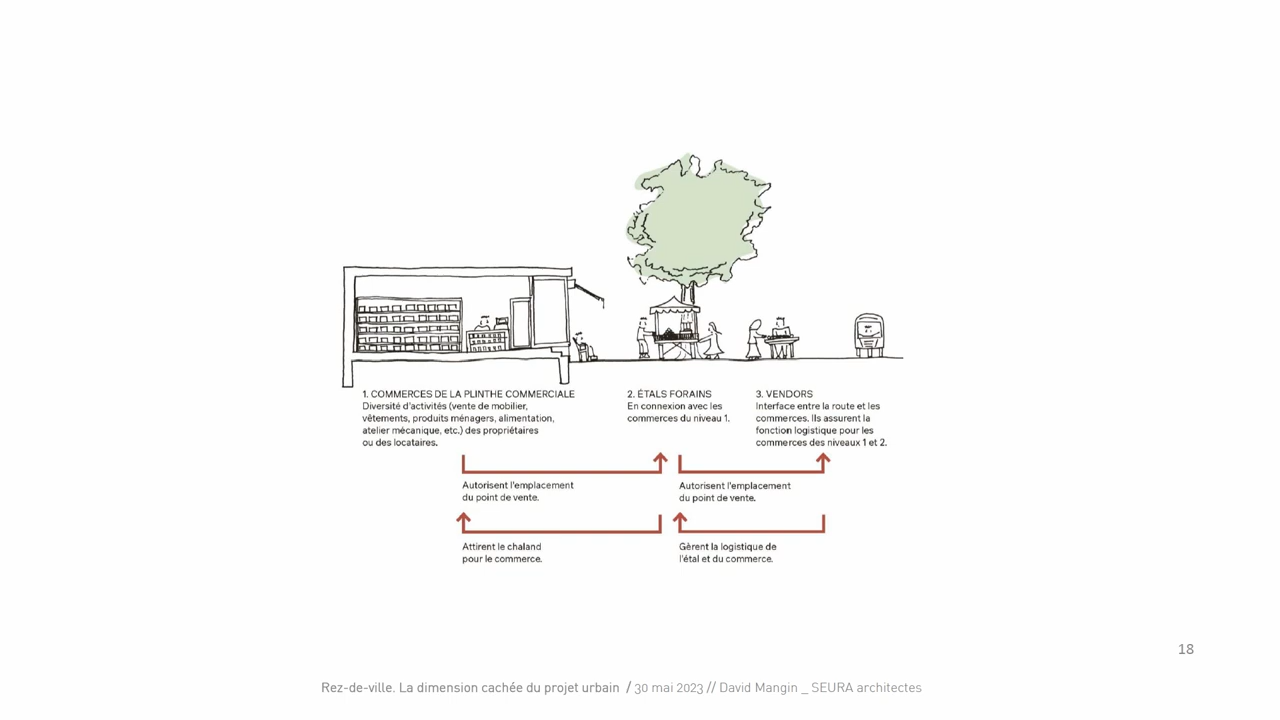 1. COMMERCES DE LA PLINTHE COMMERCIALE
Diversité d'activités (vente de mobilier,
vêtements, produits ménagers, alimentation,
atelier mécanique, etc.) des propriétaires
ou des locataires.
2. ÉTALS FORAINS
En connexion avec les
commerces du niveau 1.
3. VENDORS
Interface entre la route et les
commerces. Ils assurent la
fonction logistique pour les
commerces des niveaux 1 et 2.
Autorisent l'emplacement
du point de vente.
Autorisent l'emplacement
du point de vente.
Attirent le chaland
pour le commerce.
Gèrent la logistique de
l'étal et du commerce.
18
Rez-de-ville. La dimension cachée du projet urbain / 30 mai 2023 // David Mangin _ SEURA architectes